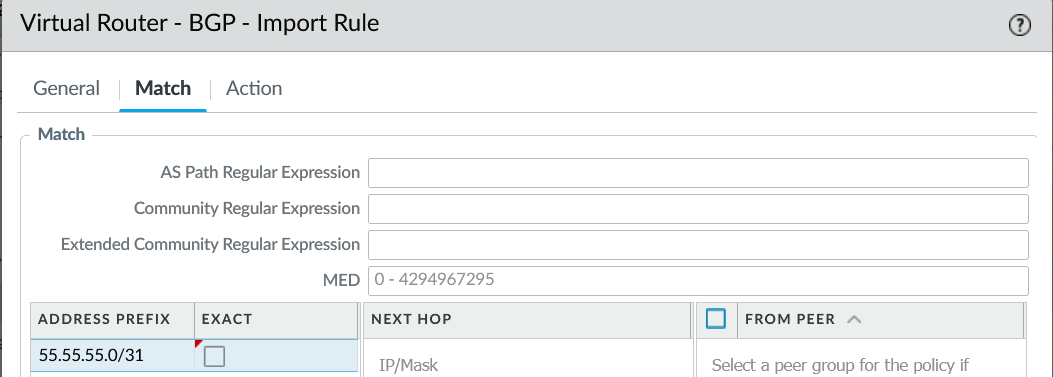 Virtual Router - BGP - Import Rule ?
General Match Action
Match
AS Path Regular Expression
Community Regular Expression
Extended Community Regular Expression
MED 0 - 4294967295
ADDRESS PREFIX EXACT NEXT HOP FROM PEER
55.55.55.0/31 IP/Mask Select a peer group for the policy if